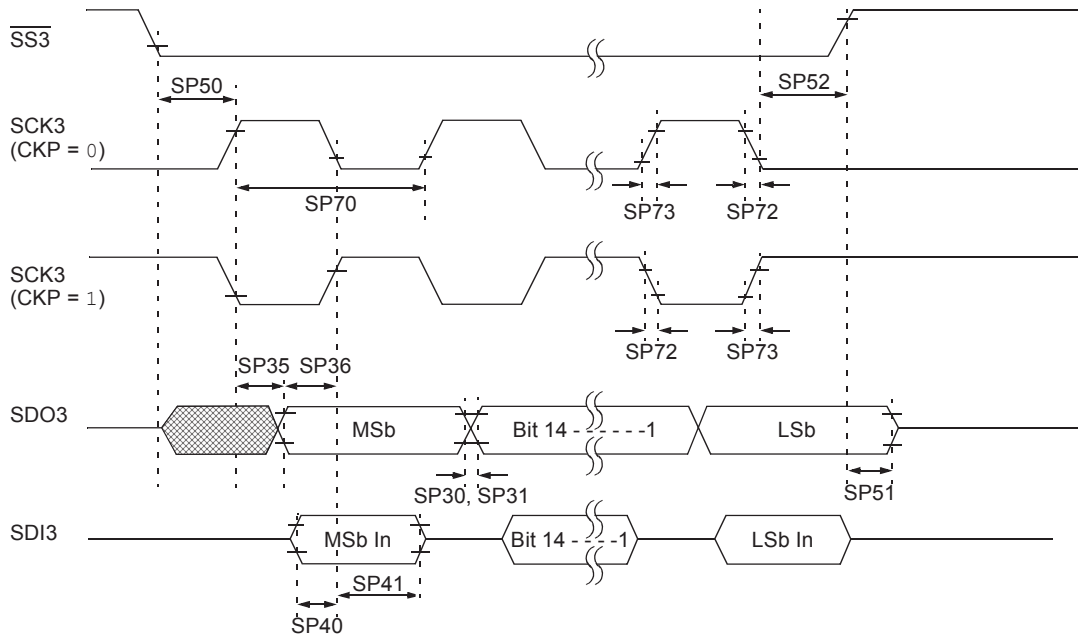 SS3
SP50
SP52
SCK3
(CKP = 0)
SP70
SP73
SP72
SCK3
(CKP = 1)
SP72
SP73
SP35
SP36
SDO3
MSb
Bit 14 - - - - - - -1
LSb
SP30, SP31
SP51
SDI3
MSb In
Bit 14 - - - - -1
LSb In
SP41
SP40